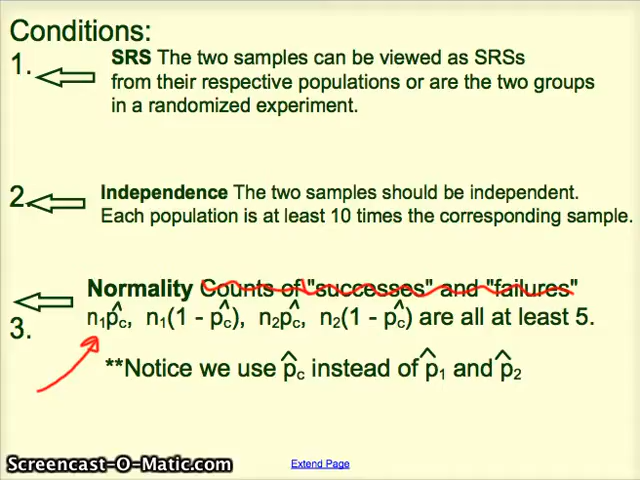 Conditions:
1.
SRS The two samples can be viewed as SRSs
from their respective populations or are the two groups
in a randomized experiment.
2.
Independence The two samples should be independent.
Each population is at least 10 times the corresponding sample.
3.
Normality Counts of "successes" and "failures"
n₁p̂c, n₁(1 - p̂c), n₂p̂c, n₂(1 - p̂c) are all at least 5.
**Notice we use p̂c instead of p̂₁ and p̂₂
Screencast-O-Matic.com
Extend Page